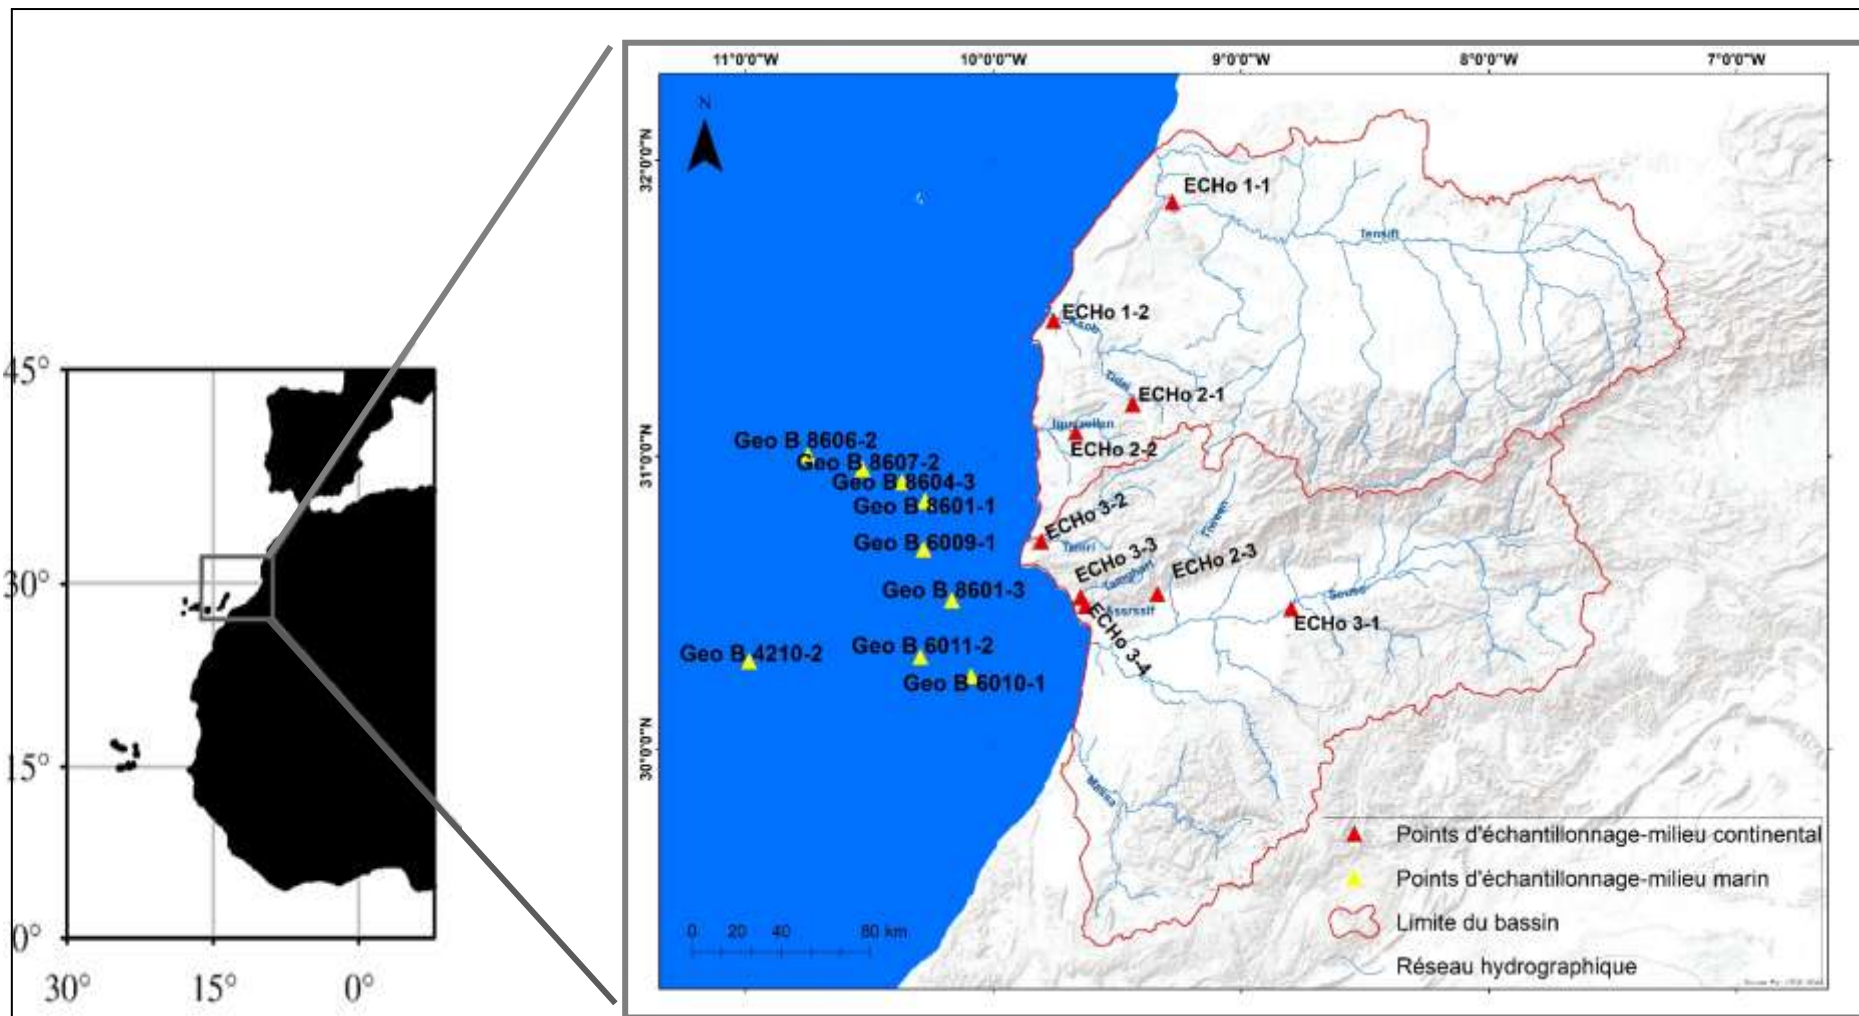 45°
30°
15°
0°
30°
15°
0°
11°0'0"W
10°0'0"W
9°0'0"W
8°0'0"W
7°0'0"W
32°0'0"N
31°0'0"N
30°0'0"N
N
ECHo 1-1
Tensift
ECHo 1-2
Ksob
ECHo 2-1
ECHo 2-2
Geo B 8606-2
Geo B 8607-2
Geo B 8604-3
Geo B 8601-1
Geo B 6009-1
Geo B 8601-3
Geo B 6011-2
Geo B 4210-2
Geo B 6010-1
ECHo 3-2
Tamri
ECHo 3-3
ECHo 2-3
ECHo 3-4
Souss
ECHo 3-1
Massa
Points d'échantillonnage-milieu continental
Points d'échantillonnage-milieu marin
Limite du bassin
Réseau hydrographique
0 20 40 80 km